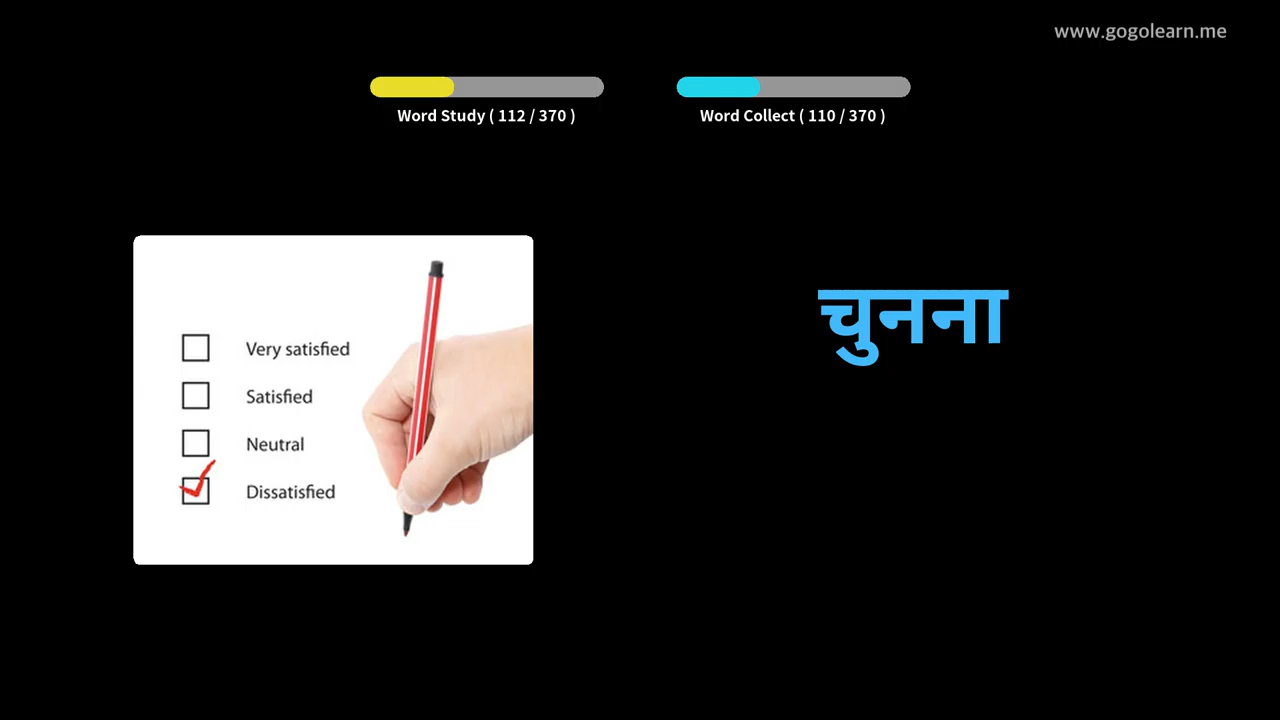 www.gogolearn.me
Word Study ( 112 / 370 )
Word Collect ( 110 / 370 )
Very satisfied
Satisfied
Neutral
Dissatisfied
चुनना